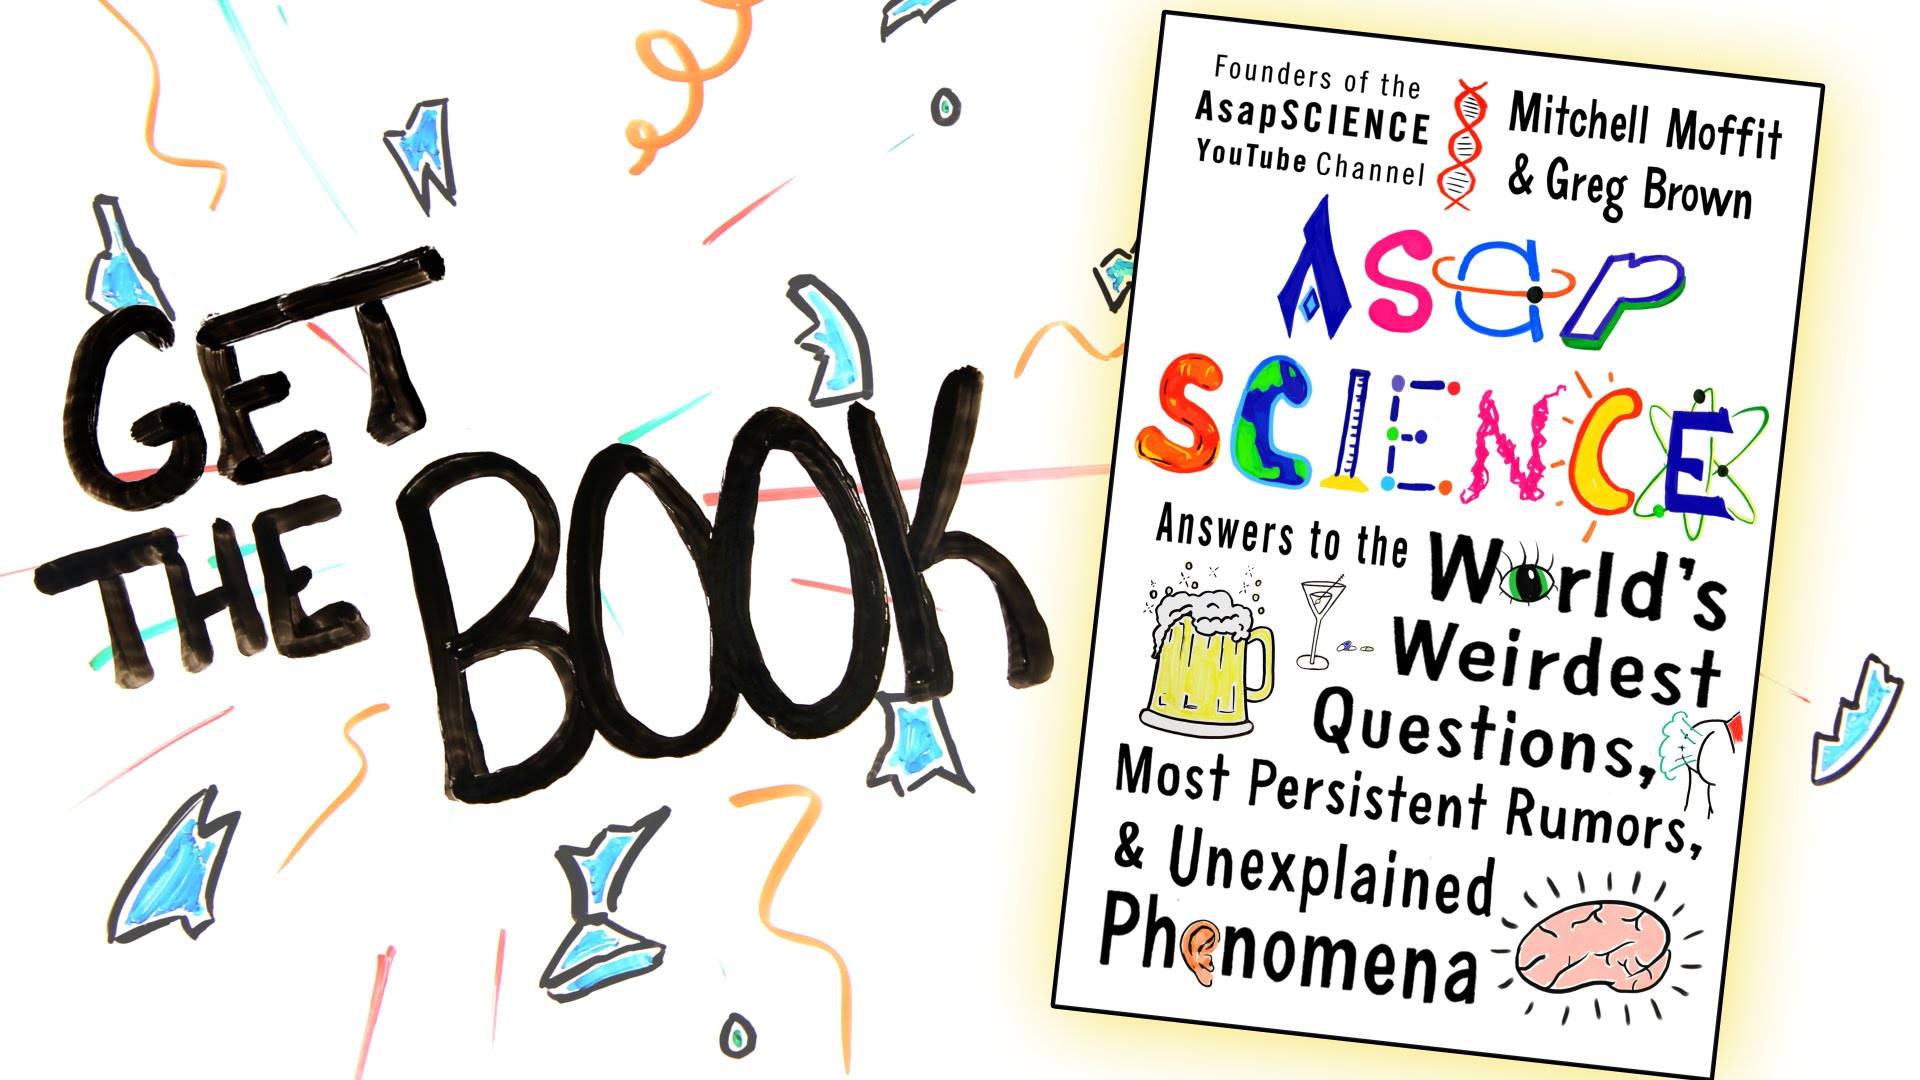 GET
THE BOOK
Founders of the
AsapSCIENCE
YouTube Channel
Mitchell Moffit
& Greg Brown
Asap
SCIENCE
Answers to the World's
Weirdest
Questions,
Most Persistent Rumors,
& Unexplained
Phenomena